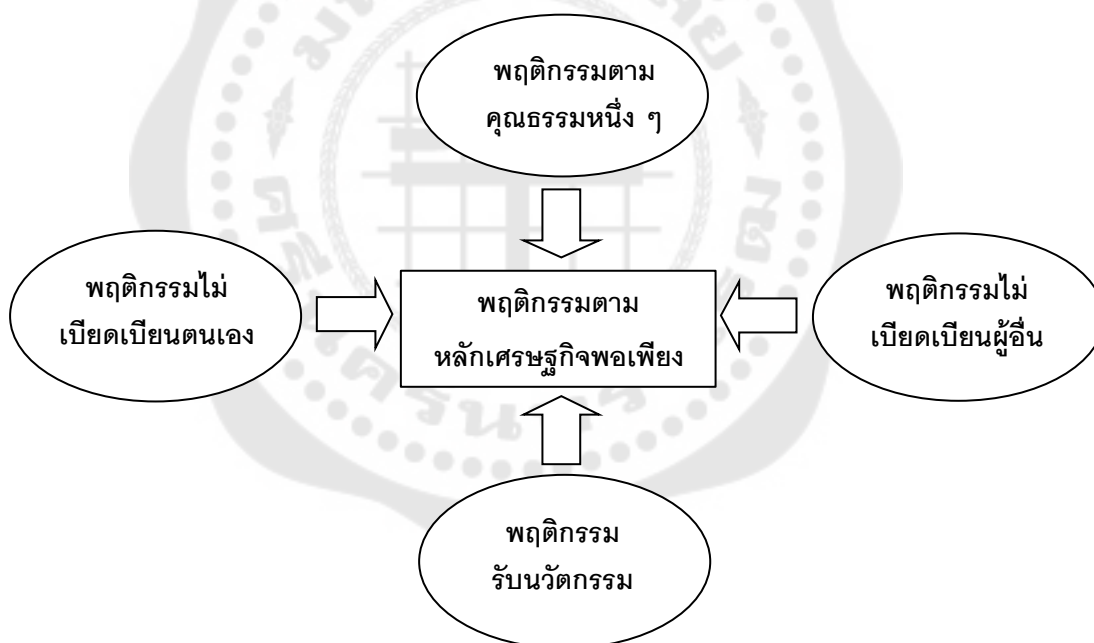 พฤติกรรมตาม
คุณธรรมหนึ่ง ๆ
พฤติกรรมไม่
เบียดเบียนตนเอง
พฤติกรรมตาม
หลักเศรษฐกิจพอเพียง
พฤติกรรมไม่
เบียดเบียนผู้อื่น
พฤติกรรม
รับนวัตกรรม